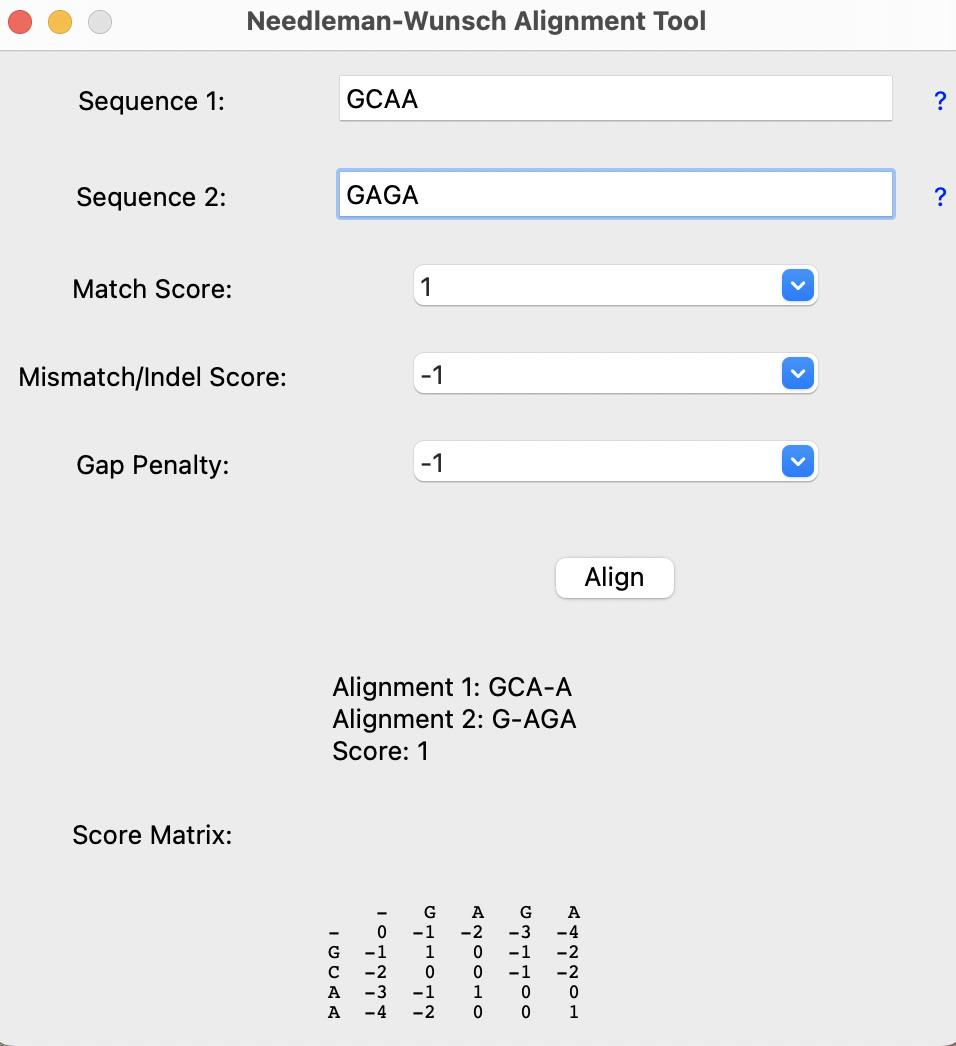 Needleman-Wunsch Alignment Tool
Sequence 1: GCAA ?
Sequence 2: GAGA ?
Match Score: 1
Mismatch/Indel Score: -1
Gap Penalty: -1
Align
Alignment 1: GCA-A
Alignment 2: G-AGA
Score: 1
Score Matrix:
- G A G A
- 0 -1 -2 -3 -4
G -1 1 0 -1 -2
C -2 0 0 -1 -2
A -3 -1 1 0 0
A -4 -2 0 0 1